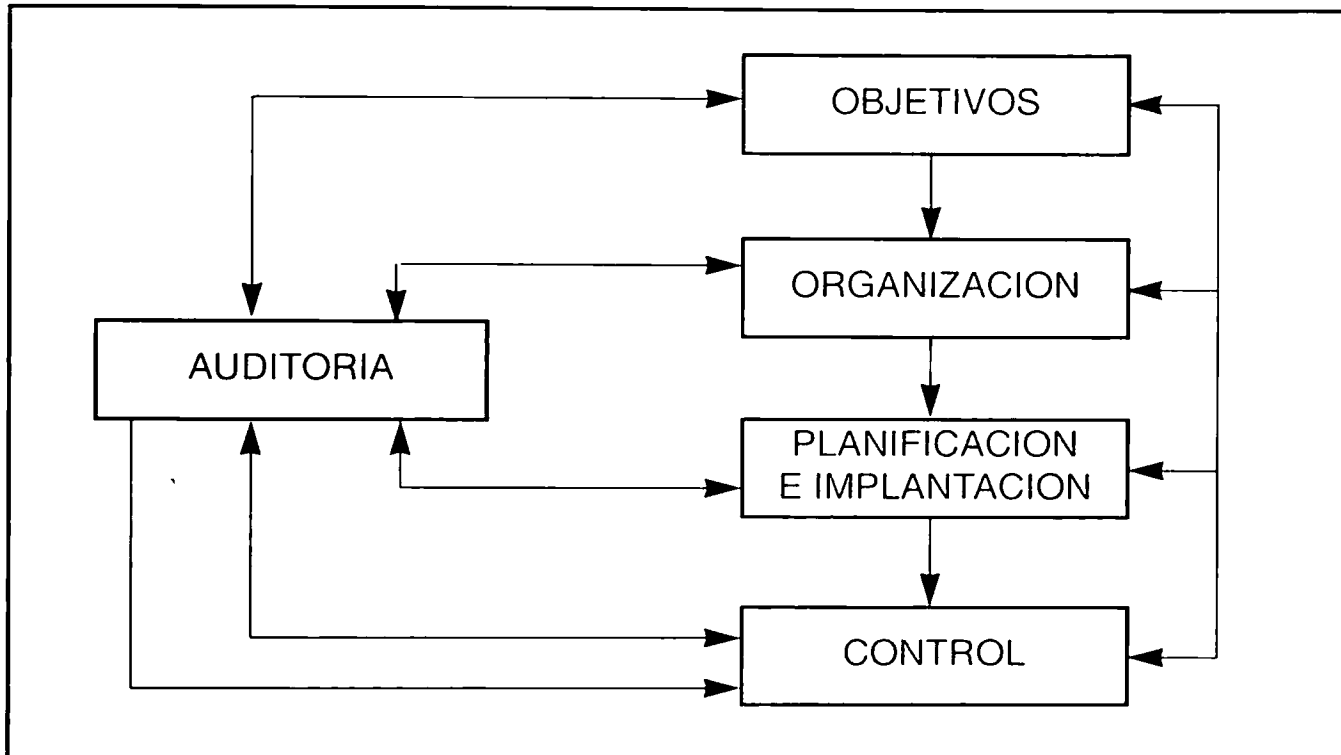 OBJETIVOS
ORGANIZACION
AUDITORIA
PLANIFICACION
E IMPLANTACION
CONTROL